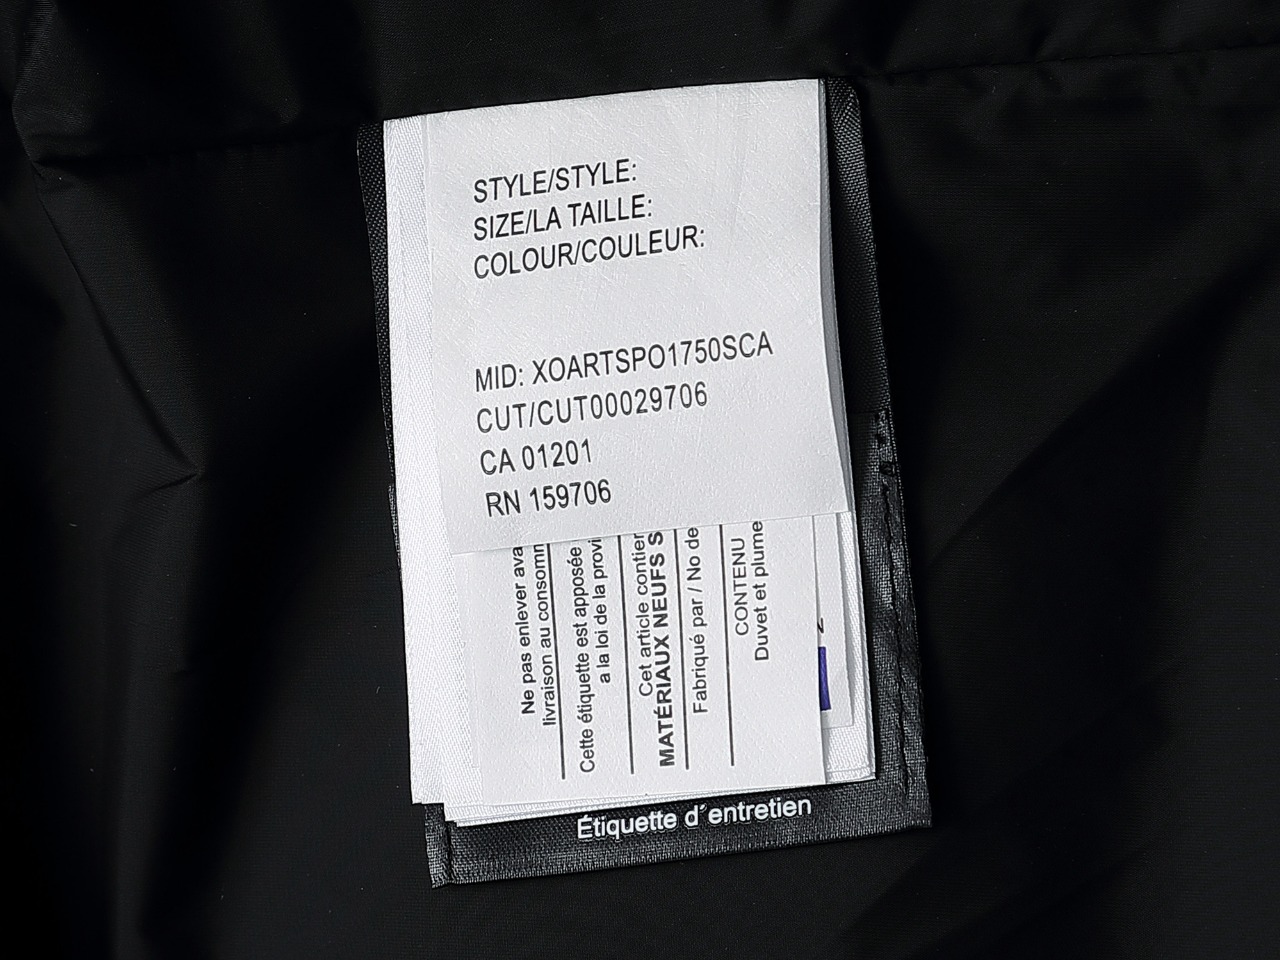 STYLE/STYLE:
SIZE/LA TAILLE:
COLOUR/COULEUR:
MID: XOARTSPO1750SCA
CUT/CUT00029706
CA 01201
RN 159706
Ne pas enlever ava
livraison au consomm
Cette étiquette est apposée
a la loi de la provi
Cet article contier
MATÉRIAUX NEUFS S
Fabriqué par / No de
CONTENU
Duvet et plume
Étiquette d´entretien